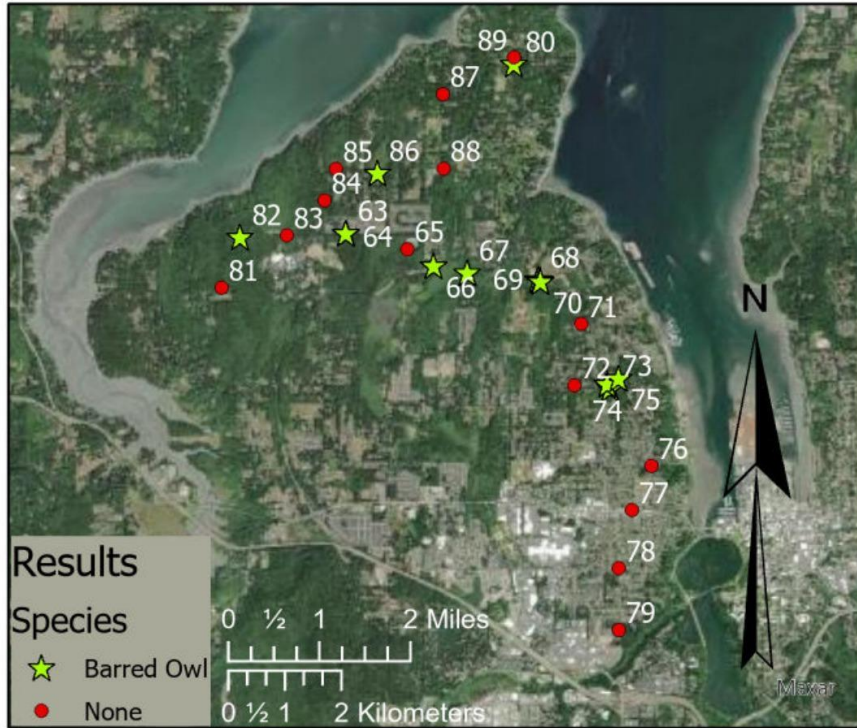 89 80
87
85 86 88
84
82 83 63
64 65
81 67
66 69 68
70 71
N
72 73
74 75
76
77
78
79
Results
Species
Barred Owl
None
0 ½ 1 2 Miles
0 ½ 1 2 Kilometers
Maxar